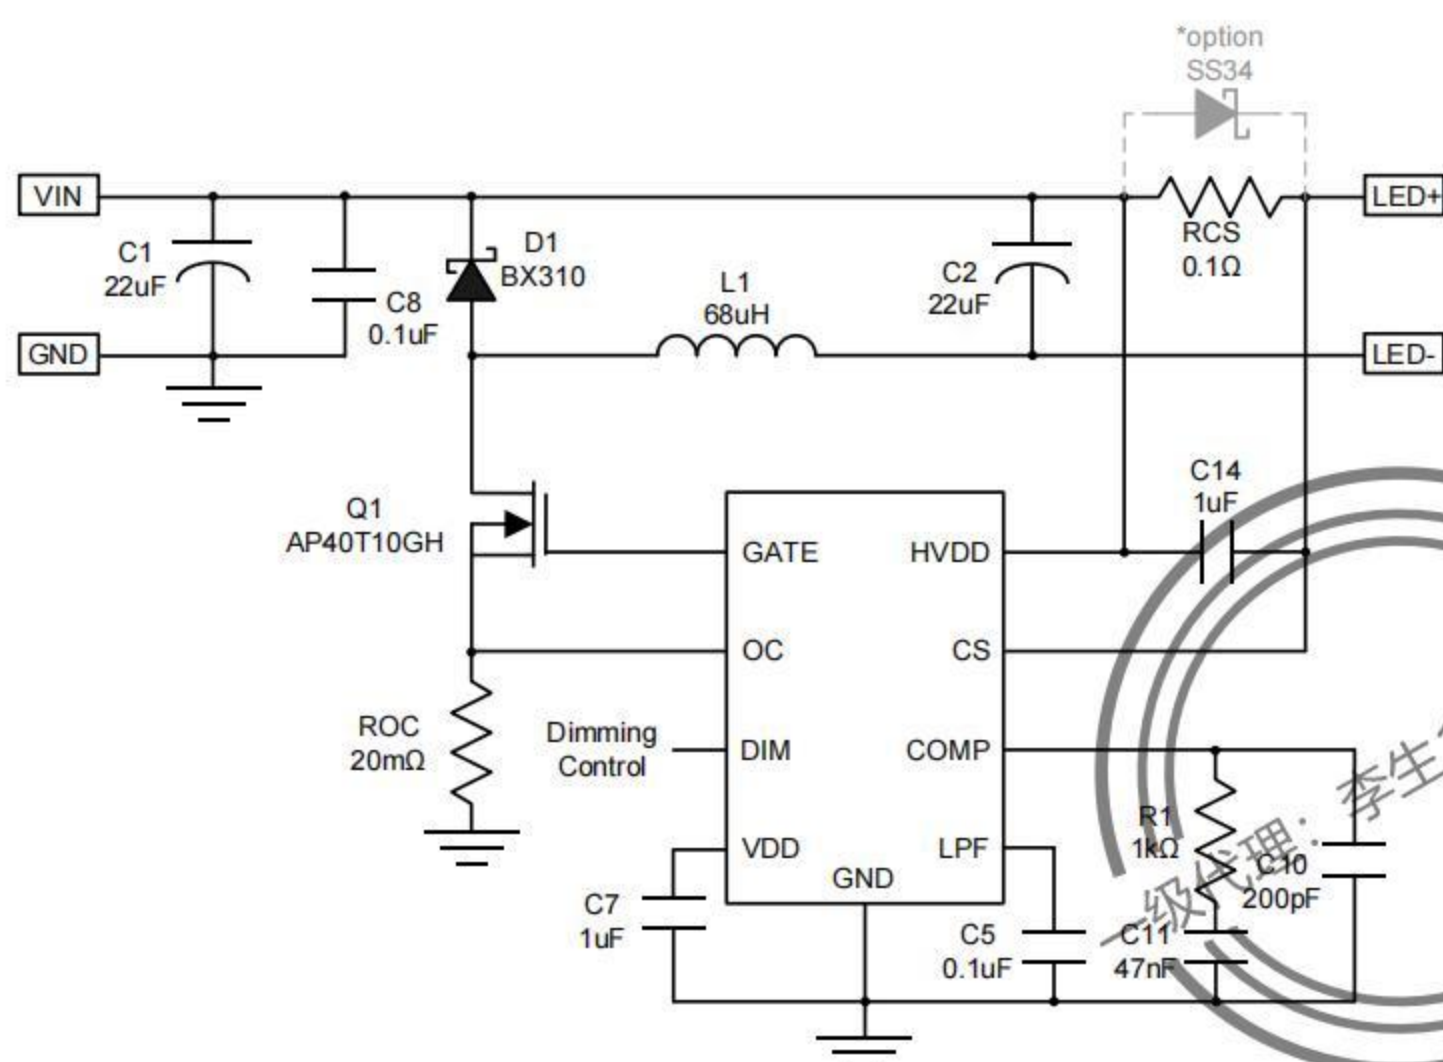 *option
SS34
VIN
LED+
C1
22uF
D1
BX310
RCS
0.1Ω
C8
0.1uF
L1
68uH
C2
22uF
GND
LED-
C14
1uF
Q1
AP40T10GH
GATE
HVDD
OC
CS
ROC
20mΩ
Dimming
Control
DIM
COMP
VDD
LPF
GND
R1
1kΩ
C10
200pF
C7
1uF
C5
0.1uF
C11
47nF
一级代理：李生